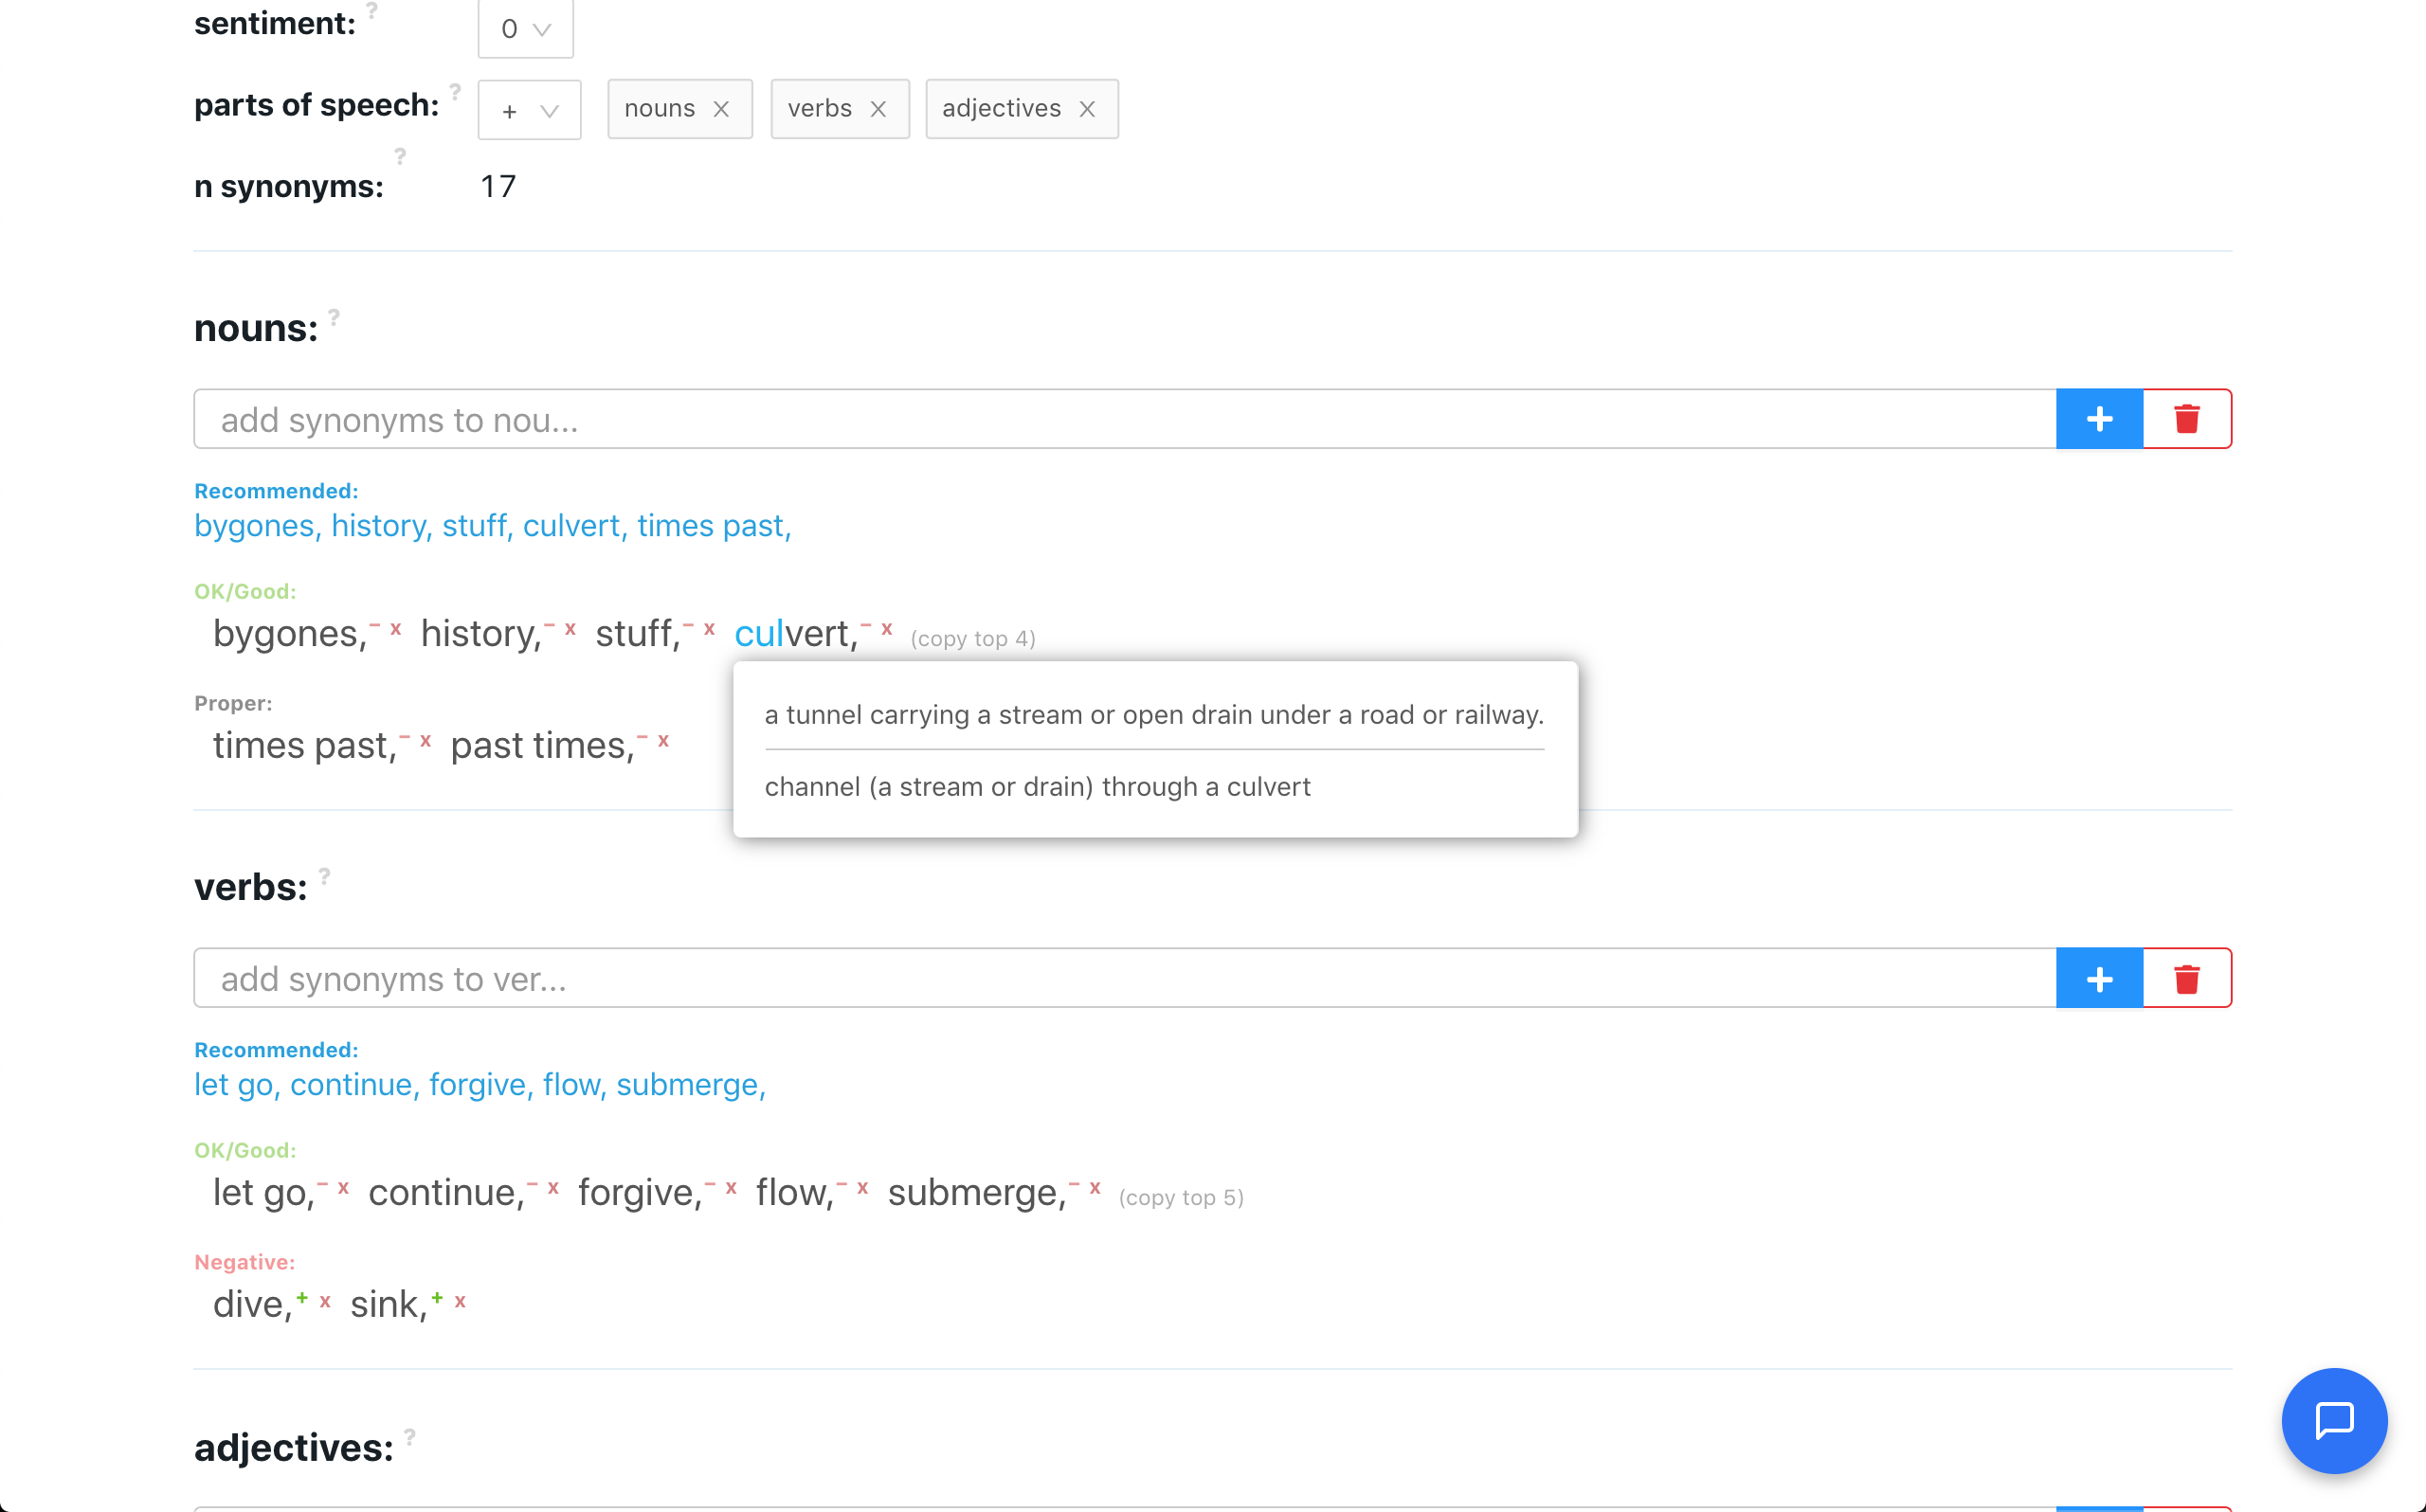 sentiment: ? 0
parts of speech: ? + nouns X verbs X adjectives X
n synonyms: ? 17
nouns: ?
add synonyms to nou...
Recommended:
bygones, history, stuff, culvert, times past,
OK/Good:
bygones,− x history,− x stuff,− x culvert,− x (copy top 4)
a tunnel carrying a stream or open drain under a road or railway.
channel (a stream or drain) through a culvert
Proper:
times past,− x past times,− x
verbs: ?
add synonyms to ver...
Recommended:
let go, continue, forgive, flow, submerge,
OK/Good:
let go,− x continue,− x forgive,− x flow,− x submerge,− x (copy top 5)
Negative:
dive,+ x sink,+ x
adjectives: ?